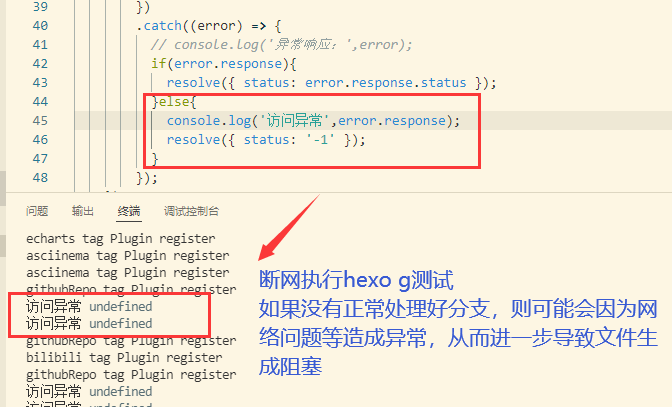 39 })
40 .catch((error) => {
41 // console.log('异常响应：',error);
42 if(error.response){
43 resolve({ status: error.response.status });
44 }else{
45 console.log('访问异常',error.response);
46 resolve({ status: '-1' });
47 }
48 });
问题 输出 终端 调试控制台
echarts tag Plugin register
asciinema tag Plugin register
asciinema tag Plugin register
githubRepo tag Plugin register
访问异常 undefined
访问异常 undefined
githubRepo tag Plugin register
bilibili tag Plugin register
githubRepo tag Plugin register
访问异常 undefined
访问异常 undefined
断网执行hexo g测试
如果没有正常处理好分支，则可能会因为网
络问题等造成异常，从而进一步导致文件生
成阻塞